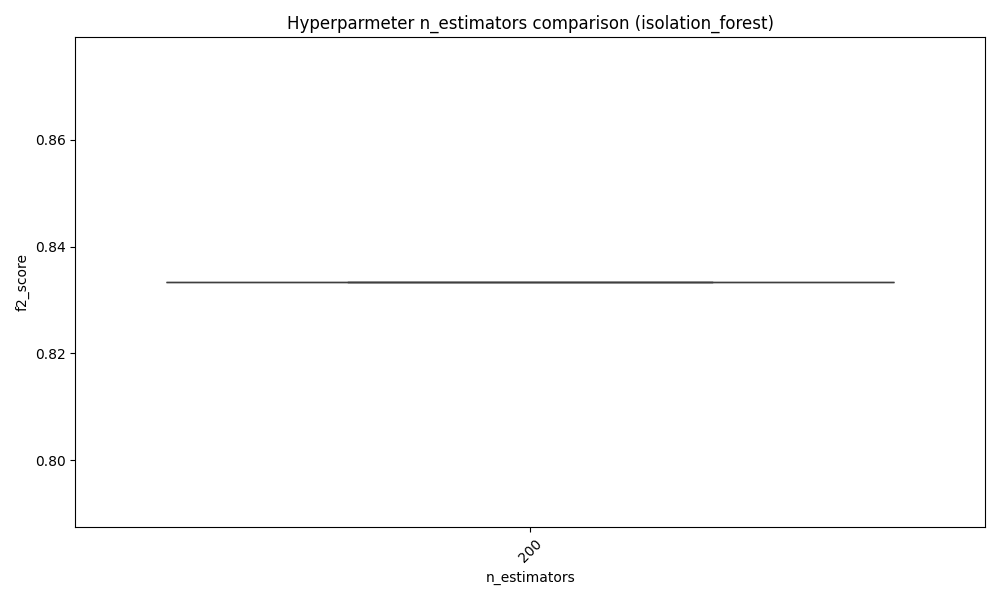 Hyperparmeter n_estimators comparison (isolation_forest)
0.86
0.84
0.82
0.80
f2_score
200
n_estimators